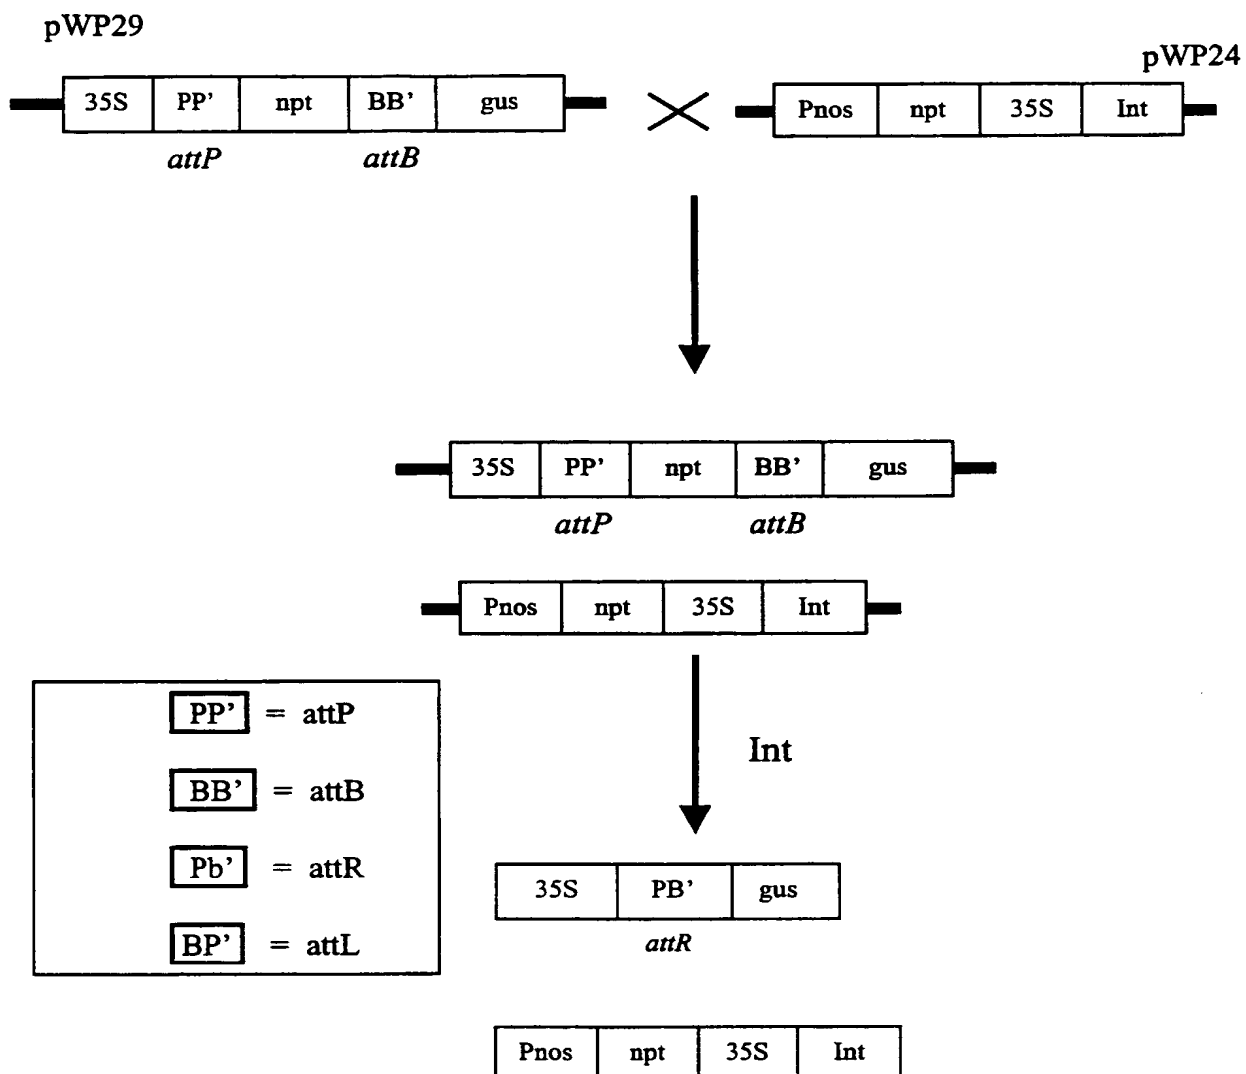 pWP29
pWP24
35S PP' npt BB' gus
Pnos npt 35S Int
attP attB
35S PP' npt BB' gus
attP attB
Pnos npt 35S Int
PP' = attP
BB' = attB
Pb' = attR
BP' = attL
Int
35S PB' gus
attR
Pnos npt 35S Int